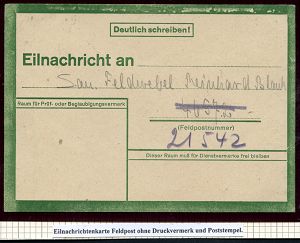 Deutlich schreiben!
Eilnachricht an
San. Feldwebel Reinhard
Raum für Prüf- oder Beglaubigungsvermerk
(Feldpostnummer)
21542
Dieser Raum muß für Dienstvermerke frei bleiben
Eilnachrichtenkarte Feldpost ohne Druckvermerk und Poststempel.